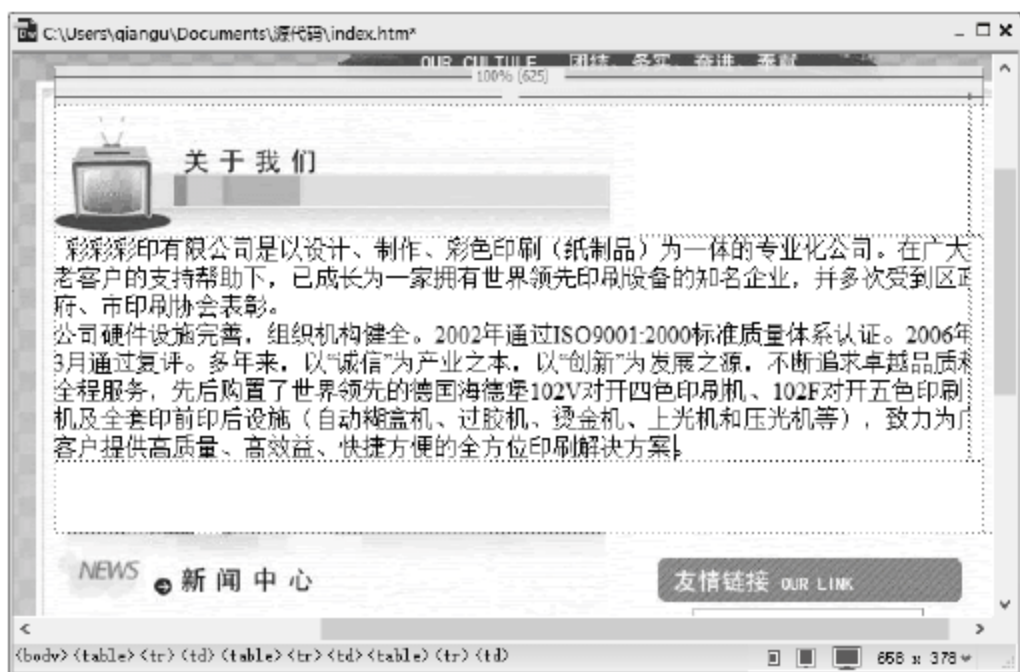 C:\Users\qiangu\Documents\源代码\index.htm*
OUR CULTULE 团结、务实、奋进、奉献
100% (625)
关于我们
彩彩彩印有限公司是以设计、制作、彩色印刷（纸制品）为一体的专业化公司。在广大
老客户的支持帮助下，已成长为一家拥有世界领先印刷设备的知名企业，并多次受到区政
府、市印刷协会表彰。
公司硬件设施完善，组织机构健全。2002年通过ISO9001:2000标准质量体系认证。2006年
3月通过复评。多年来，以“诚信”为产业之本，以“创新”为发展之源，不断追求卓越品质和
全程服务，先后购置了世界领先的德国海德堡102V对开四色印刷机、102F对开五色印刷
机及全套印前印后设施（自动糊盒机、过胶机、烫金机、上光机和压光机等），致力为广
客户提供高质量、高效益、快捷方便的全方位印刷解决方案
NEWS 新闻中心
友情链接 OUR LINK
<body><table><tr><td><table><tr><td><table><tr><td>
658 x 378